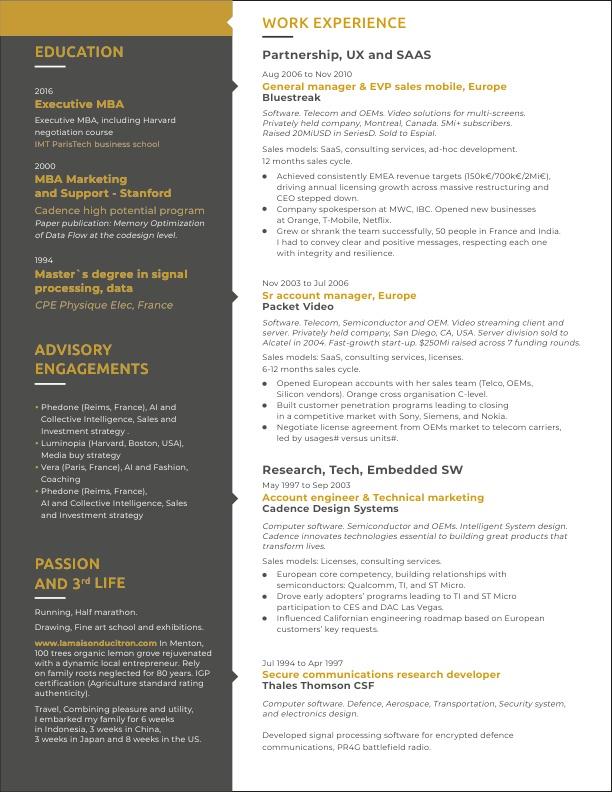 EDUCATION
2016
Executive MBA
Executive MBA, including Harvard
negotiation course
IMT ParisTech business school
2000
MBA Marketing
and Support - Stanford
Cadence high potential program
Paper publication: Memory Optimization
of Data Flow at the codesign level.
1994
Master`s degree in signal
processing, data
CPE Physique Elec, France
ADVISORY
ENGAGEMENTS
• Phedone (Reims, France), AI and
Collective Intelligence, Sales and
Investment strategy .
• Luminopia (Harvard, Boston, USA),
Media buy strategy
• Vera (Paris, France), AI and Fashion,
Coaching
• Phedone (Reims, France),
AI and Collective Intelligence, Sales
and Investment strategy
PASSION
AND 3rd LIFE
Running, Half marathon.
Drawing, Fine art school and exhibitions.
www.lamaisonducitron.com In Menton,
100 trees organic lemon grove rejuvenated
with a dynamic local entrepreneur. Rely
on family roots neglected for 80 years. IGP
certification (Agriculture standard rating
authenticity).
Travel, Combining pleasure and utility,
I embarked my family for 6 weeks
in Indonesia, 3 weeks in China,
3 weeks in Japan and 8 weeks in the US.
WORK EXPERIENCE
Partnership, UX and SAAS
Aug 2006 to Nov 2010
General manager & EVP sales mobile, Europe
Bluestreak
Software. Telecom and OEMs. Video solutions for multi-screens.
Privately held company, Montreal, Canada. 5Mi+ subscribers.
Raised 20MiUSD in SeriesD. Sold to Espial.
Sales models: SaaS, consulting services, ad-hoc development.
12 months sales cycle.
• Achieved consistently EMEA revenue targets (150k€/700k€/2Mi€),
driving annual licensing growth across massive restructuring and
CEO stepped down.
• Company spokesperson at MWC, IBC. Opened new businesses
at Orange, T-Mobile, Netflix.
• Grew or shrank the team successfully, 50 people in France and India.
I had to convey clear and positive messages, respecting each one
with integrity and resilience.
Nov 2003 to Jul 2006
Sr account manager, Europe
Packet Video
Software. Telecom, Semiconductor and OEM. Video streaming client and
server. Privately held company, San Diego, CA, USA. Server division sold to
Alcatel in 2004. Fast-growth start-up. $250Mi raised across 7 funding rounds.
Sales models: SaaS, consulting services, licenses.
6-12 months sales cycle.
• Opened European accounts with her sales team (Telco, OEMs,
Silicon vendors). Orange cross organisation C-level.
• Built customer penetration programs leading to closing
in a competitive market with Sony, Siemens, and Nokia.
• Negotiate license agreement from OEMs market to telecom carriers,
led by usages# versus units#.
Research, Tech, Embedded SW
May 1997 to Sep 2003
Account engineer & Technical marketing
Cadence Design Systems
Computer software. Semiconductor and OEMs. Intelligent System design.
Cadence innovates technologies essential to building great products that
transform lives.
Sales models: Licenses, consulting services.
• European core competency, building relationships with
semiconductors: Qualcomm, TI, and ST Micro.
• Drove early adopters' programs leading to TI and ST Micro
participation to CES and DAC Las Vegas.
• Influenced Californian engineering roadmap based on European
customers' key requests.
Jul 1994 to Apr 1997
Secure communications research developer
Thales Thomson CSF
Computer software. Defence, Aerospace, Transportation, Security system,
and electronics design.
Developed signal processing software for encrypted defence
communications, PR4G battlefield radio.